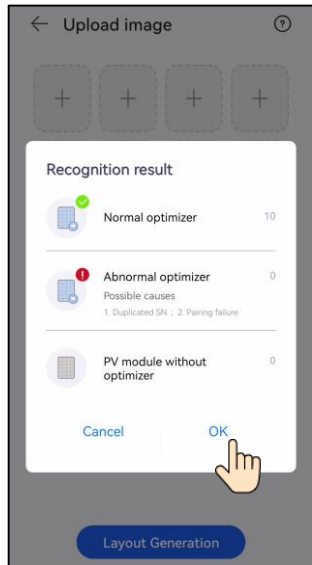 ← Upload image ?
+ + + +
Recognition result
Normal optimizer 10
Abnormal optimizer 0
Possible causes
1. Duplicated SN ; 2. Pairing failure
PV module without 0
optimizer
Cancel OK
Layout Generation